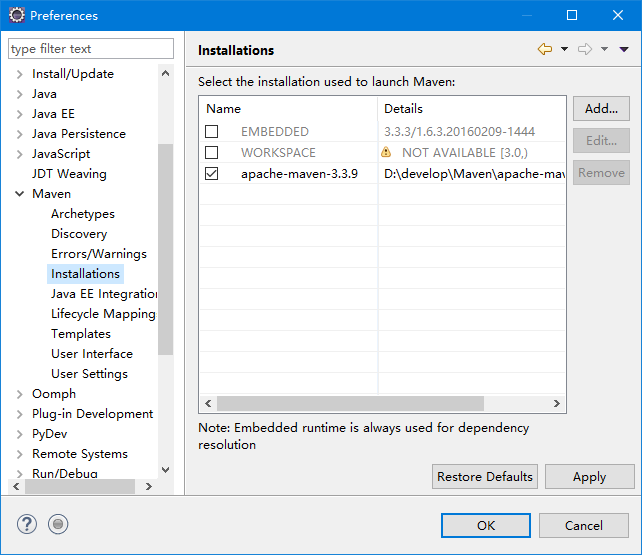 Preferences
type filter text
Install/Update
Java
Java EE
Java Persistence
JavaScript
JDT Weaving
Maven
Archetypes
Discovery
Errors/Warnings
Installations
Java EE Integration
Lifecycle Mapping
Templates
User Interface
User Settings
Oomph
Plug-in Development
PyDev
Remote Systems
Run/Debug
Installations
Select the installation used to launch Maven:
Name Details
EMBEDDED 3.3.3/1.6.3.20160209-1444
WORKSPACE NOT AVAILABLE [3.0,)
apache-maven-3.3.9 D:\develop\Maven\apache-mav
Add...
Edit...
Remove
Note: Embedded runtime is always used for dependency
resolution
Restore Defaults Apply
? OK Cancel